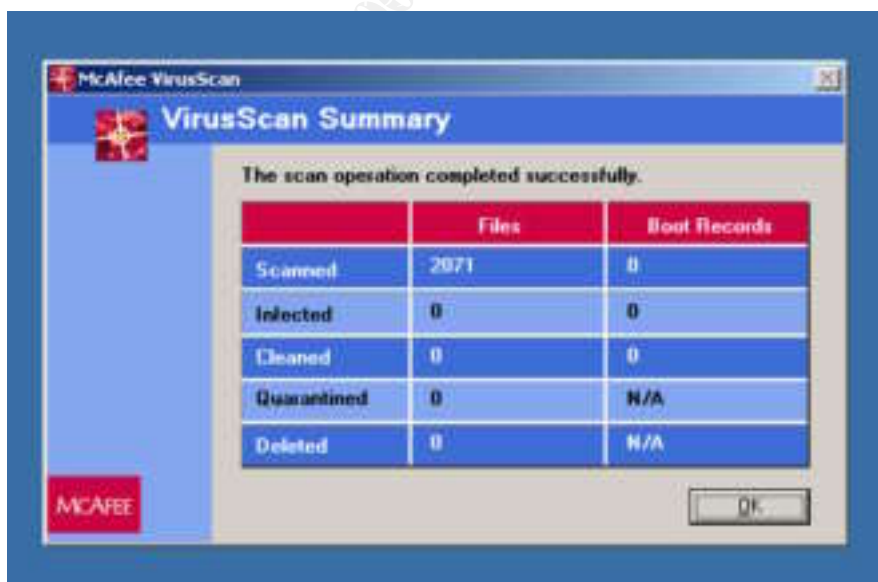 McAfee VirusScan
VirusScan Summary
The scan operation completed successfully.
Files Boot Records
Scanned 2071 0
Infected 0 0
Cleaned 0 0
Quarantined 0 N/A
Deleted 0 N/A
McAFEE
OK